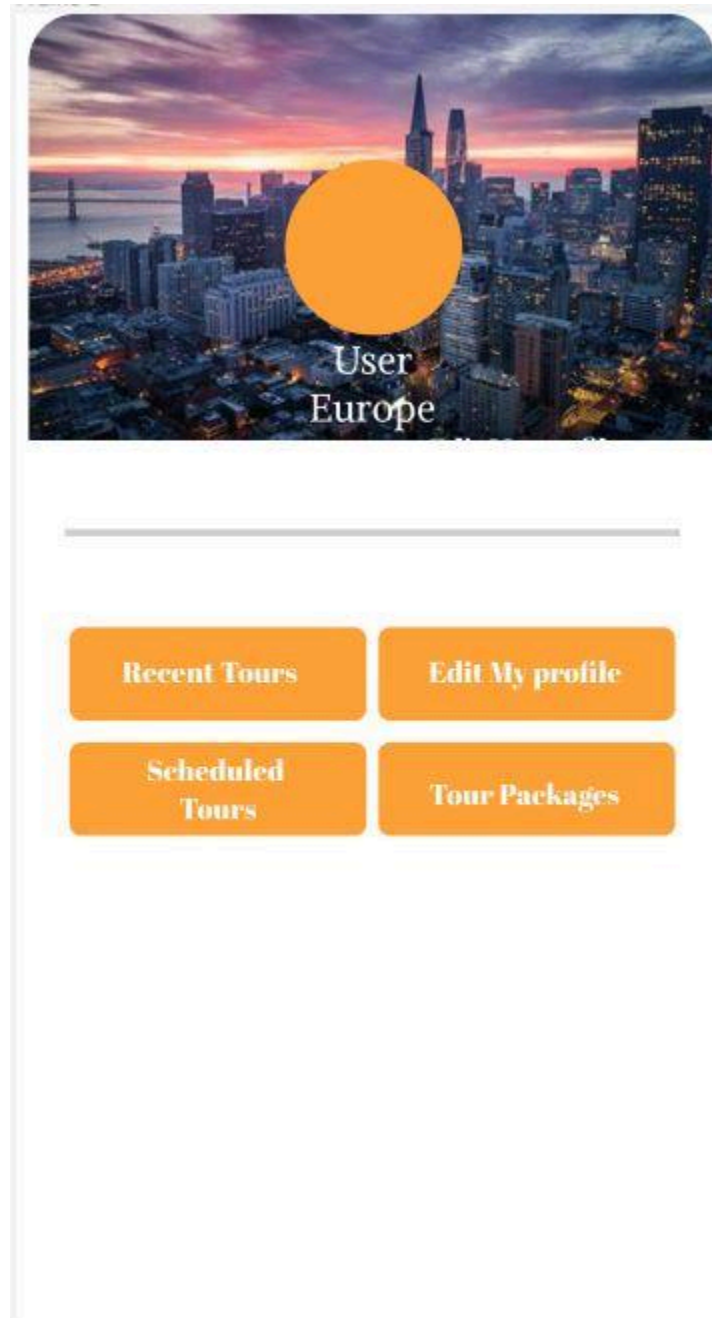 User
Europe
Recent Tours
Edit My profile
Scheduled
Tours
Tour Packages